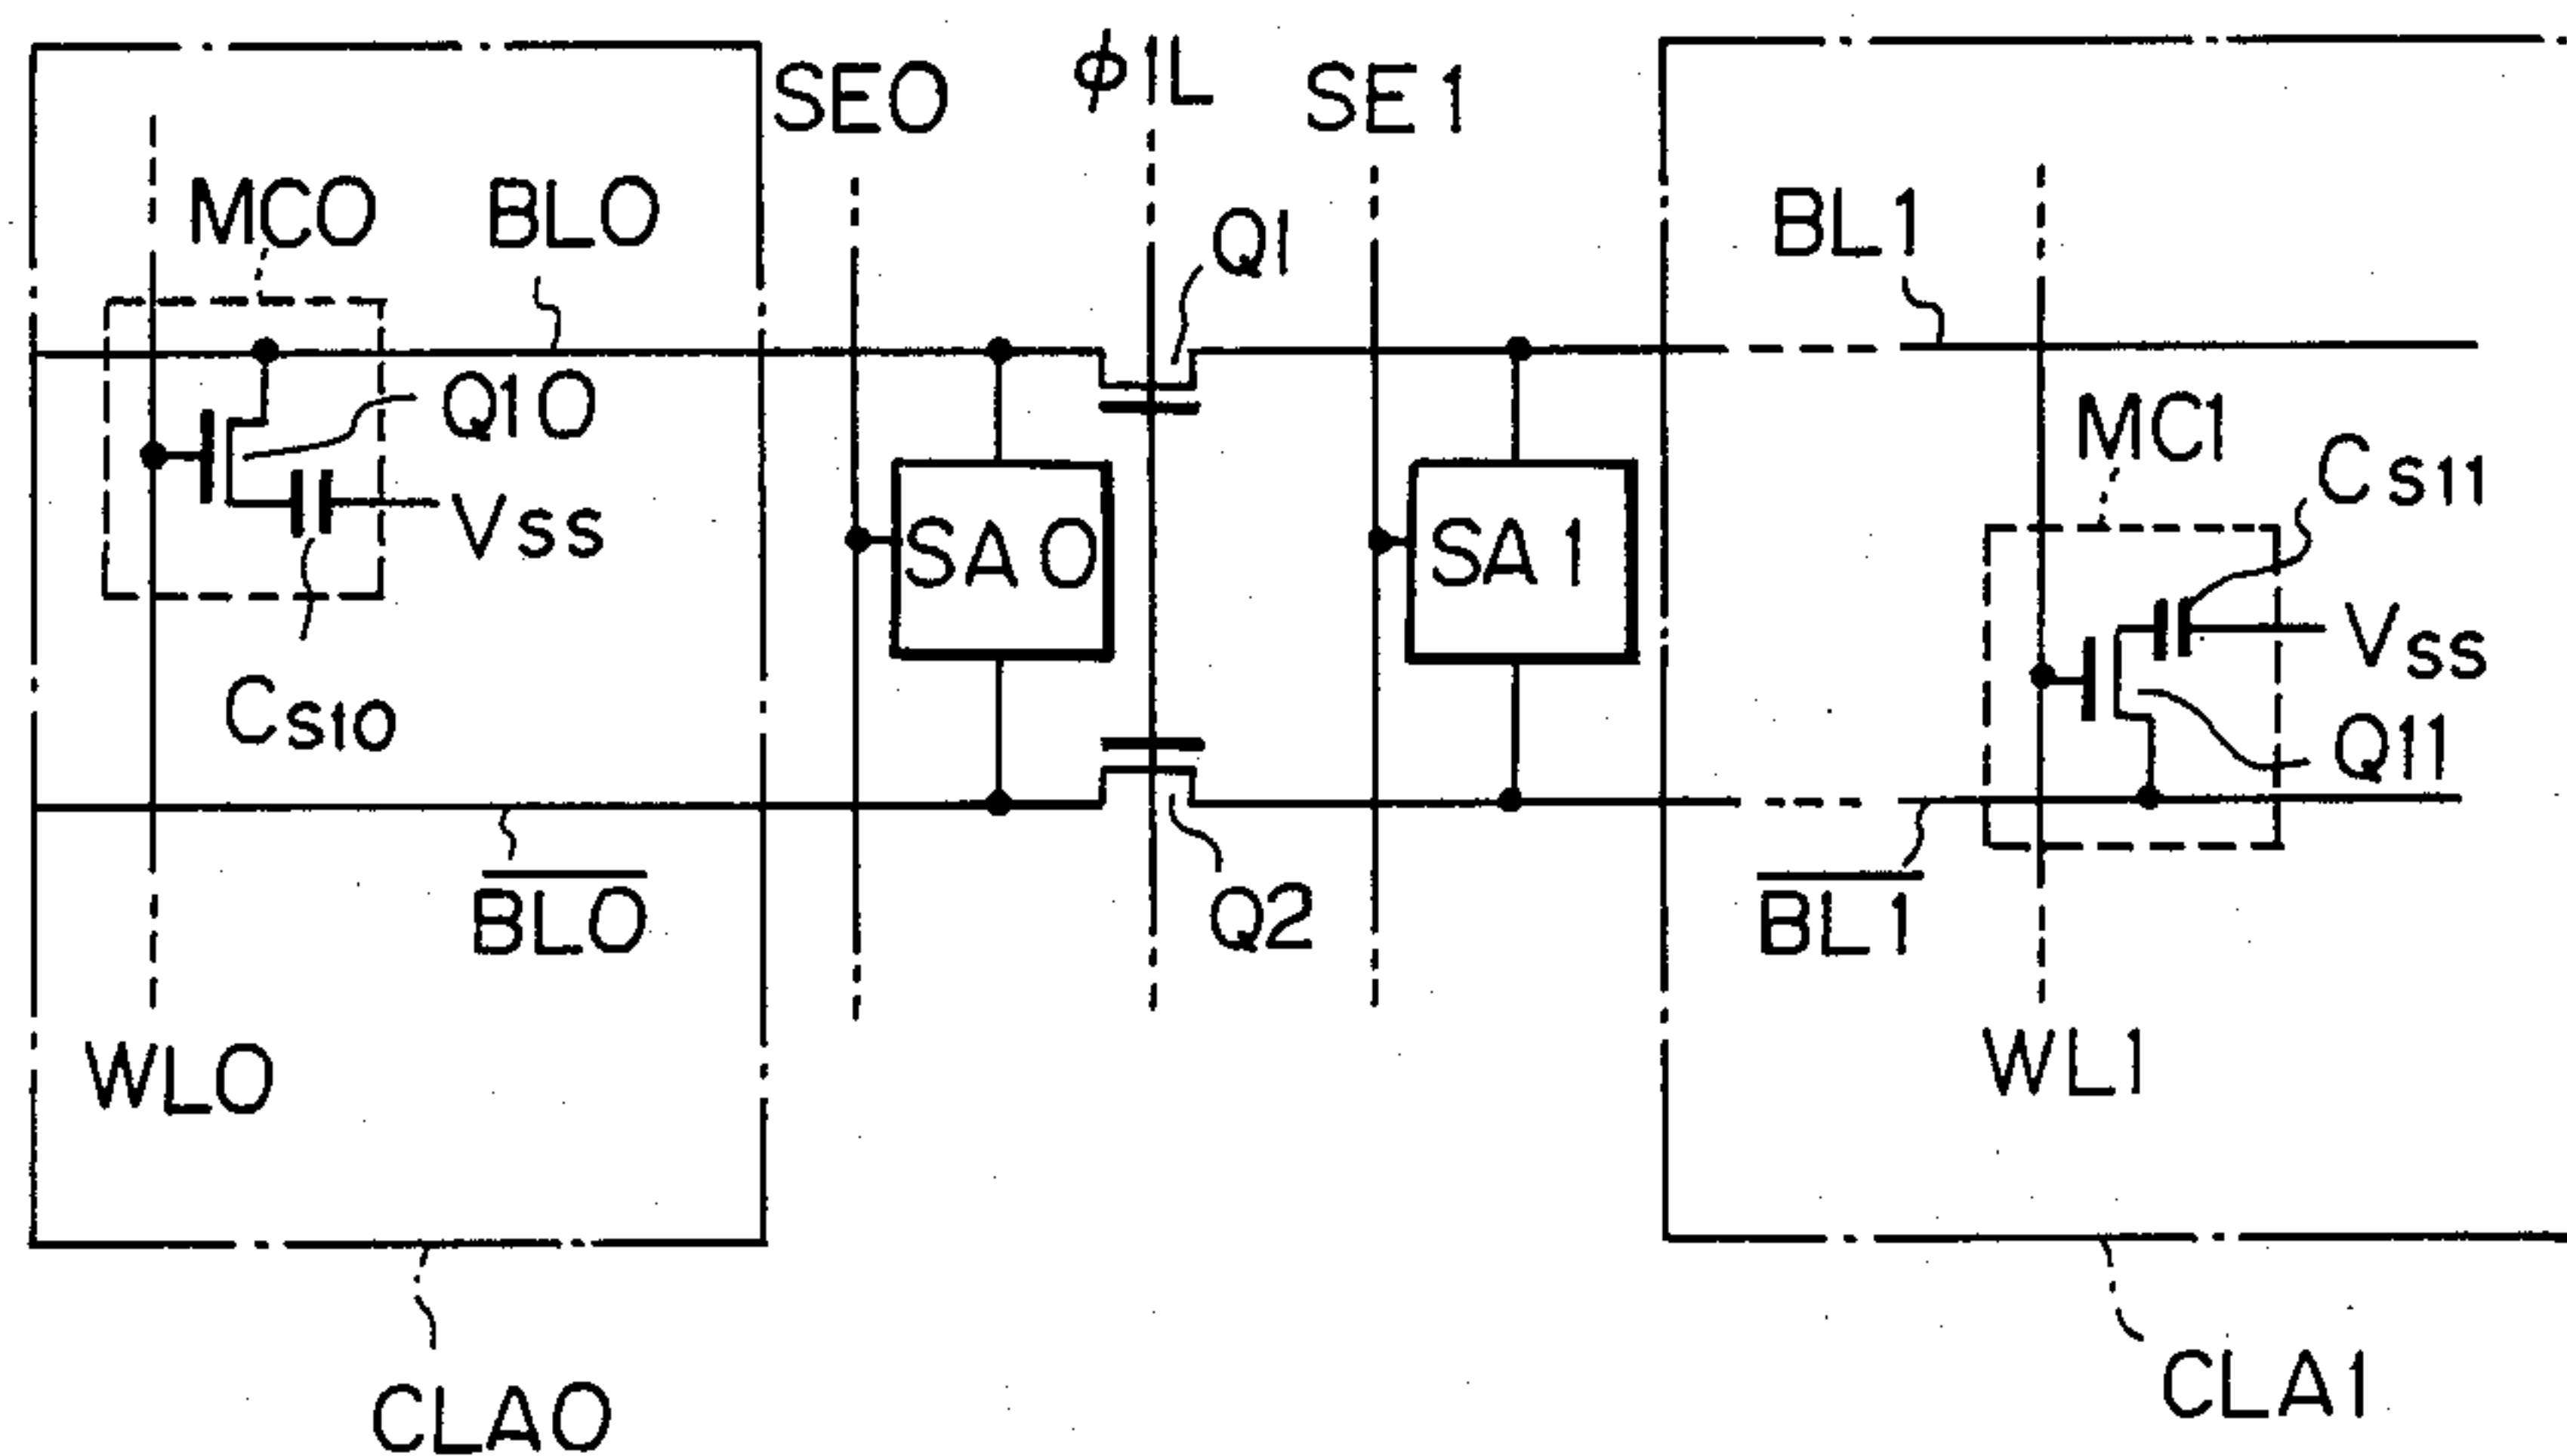 SE0
φ1L
SE1
MC0
BL0
Q1
BL1
Q10
MC1
Cs11
SA0
SA1
Vss
Vss
Cs10
Q11
BL0
Q2
BL1
WL0
WL1
CLA0
CLA1